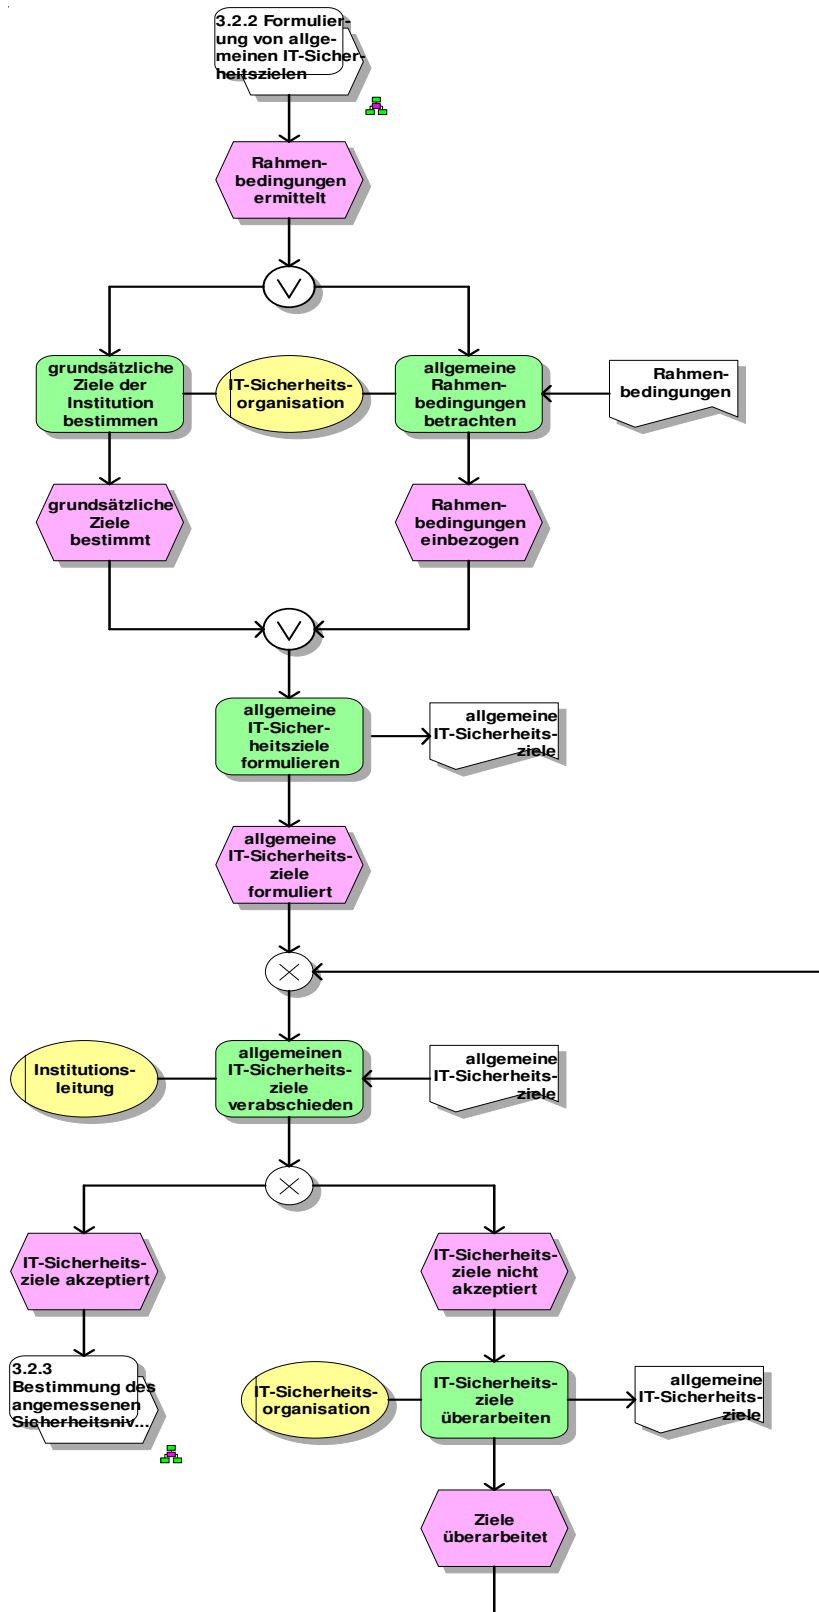 3.2.2 Formulier-
ung von allge-
meinen IT-Sicher-
heitszielen
Rahmen-
bedingungen
ermittelt
grundsätzliche
Ziele der
Institution
bestimmen
IT-Sicherheits-
organisation
allgemeine
Rahmen-
bedingungen
betrachten
Rahmen-
bedingungen
grundsätzliche
Ziele
bestimmt
Rahmen-
bedingungen
einbezogen
allgemeine
IT-Sicher-
heitsziele
formulieren
allgemeine
IT-Sicherheits-
ziele
allgemeine
IT-Sicherheits-
ziele
formuliert
Institutions-
leitung
allgemeinen
IT-Sicherheits-
ziele
verabschieden
allgemeine
IT-Sicherheits-
ziele
IT-Sicherheits-
ziele akzeptiert
IT-Sicherheits-
ziele nicht
akzeptiert
3.2.3
Bestimmung des
angemessenen
Sicherheitsniv...
IT-Sicherheits-
organisation
IT-Sicherheits-
ziele
überarbeiten
allgemeine
IT-Sicherheits-
ziele
Ziele
überarbeitet